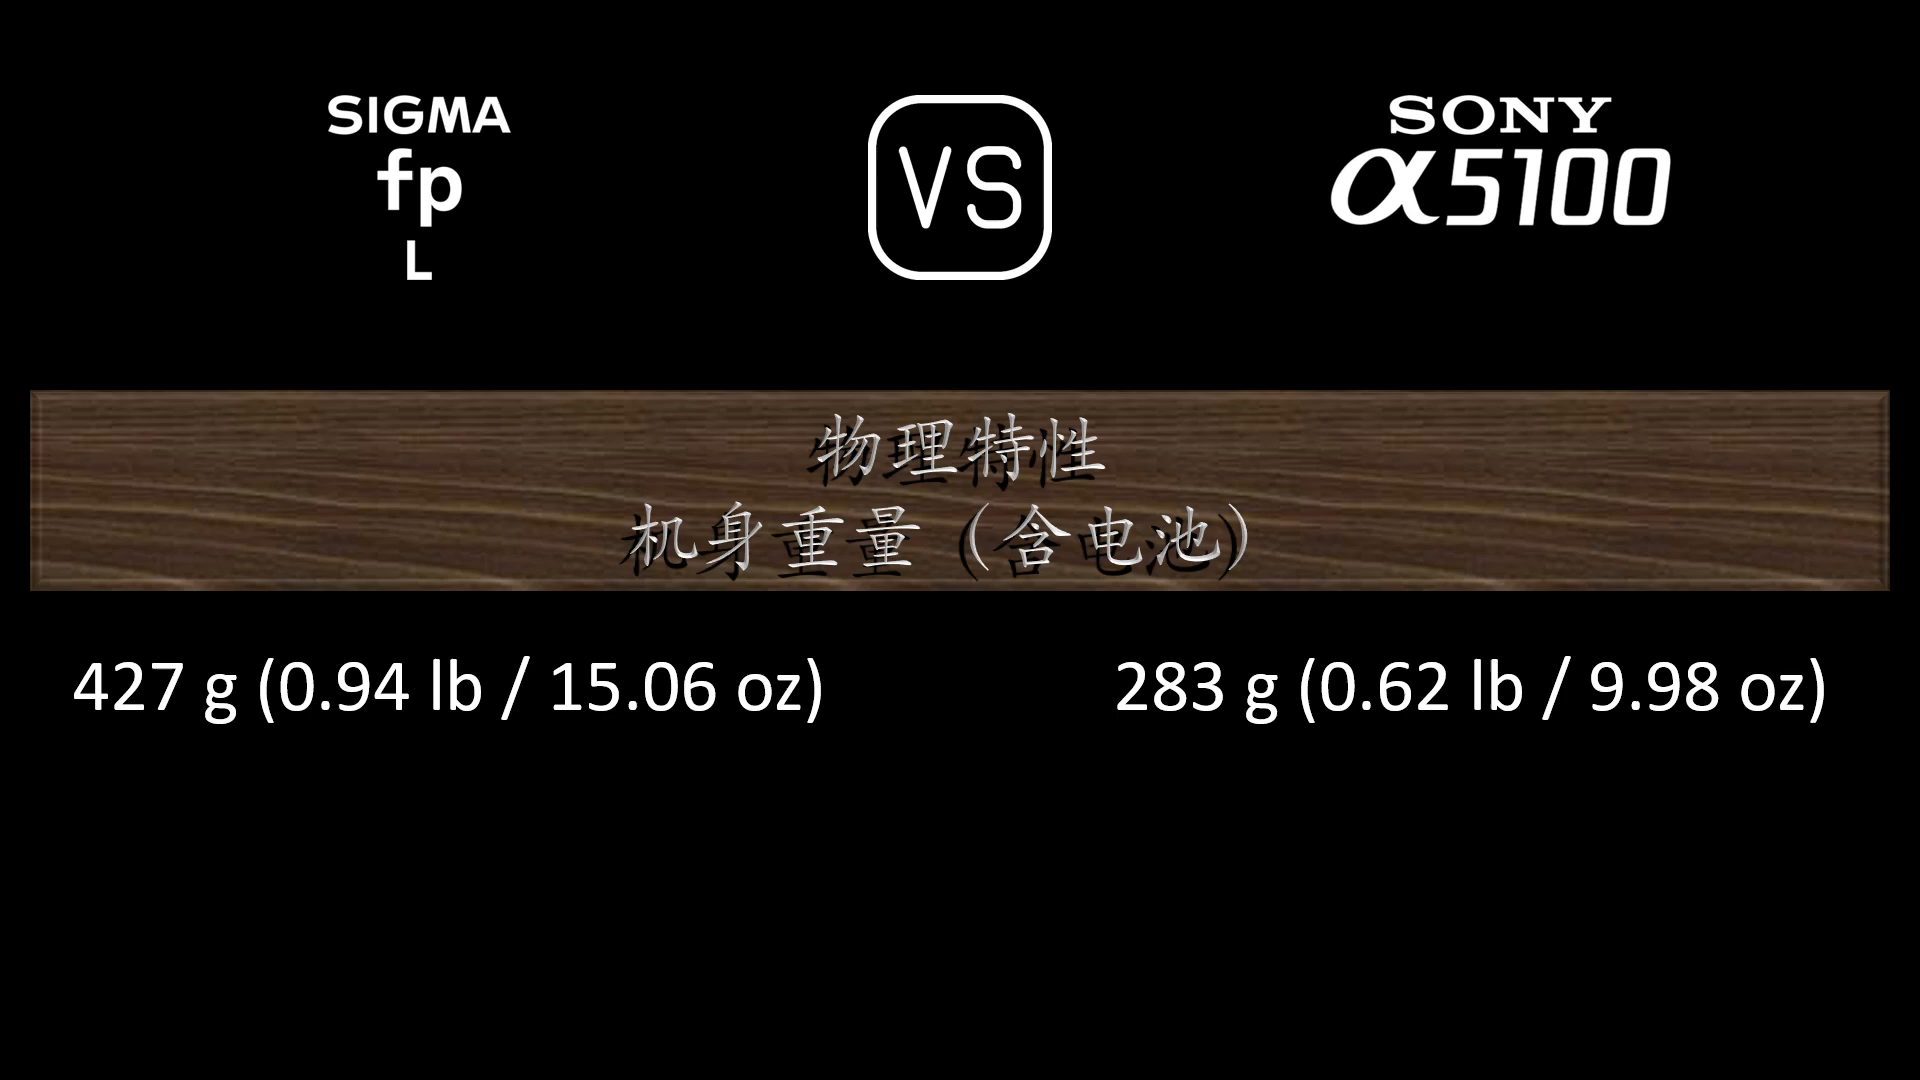 SIGMA
fp
L
VS
SONY
α5100
物理特性
机身重量（含电池）
427 g (0.94 lb / 15.06 oz)
283 g (0.62 lb / 9.98 oz)